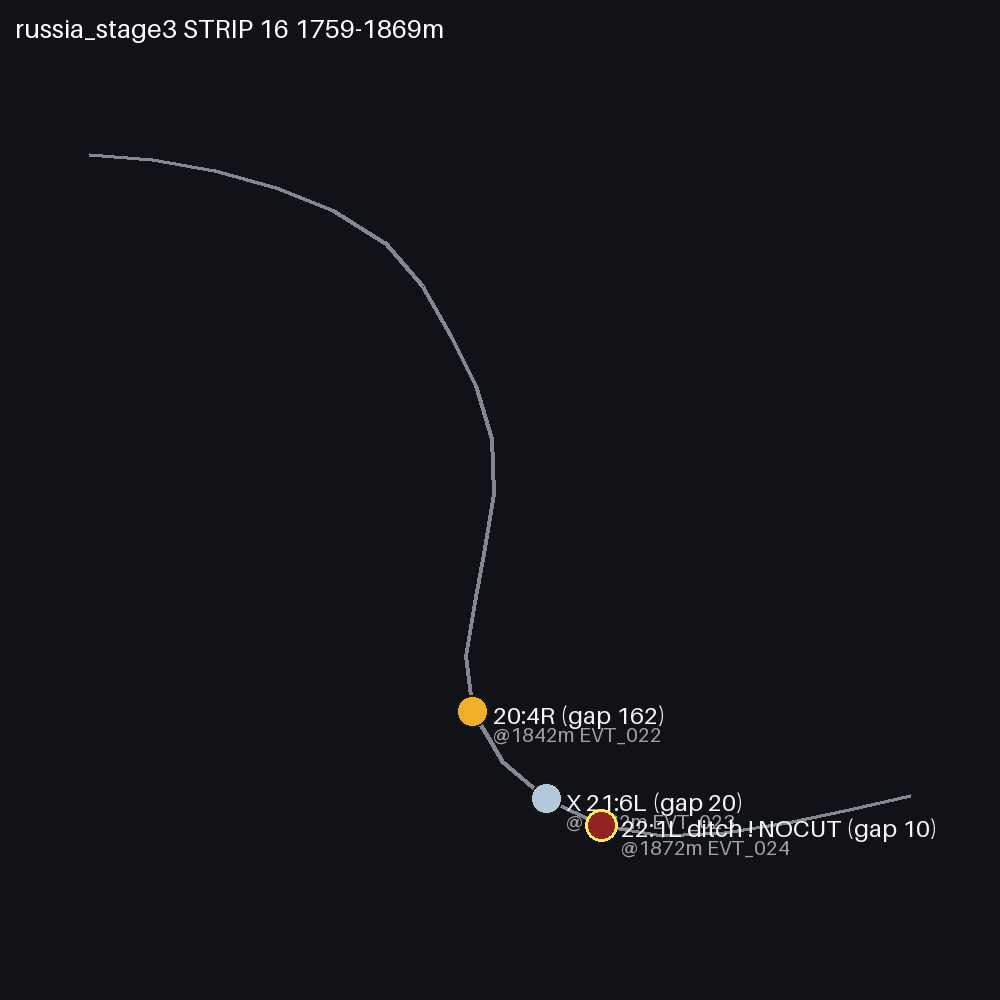 russia_stage3 STRIP 16 1759-1869m
20:4R (gap 162)
@1842m EVT_022
X 21:6L (gap 20)
EVT_023
22:1L ditch ! NOCUT (gap 10)
@1872m EVT_024